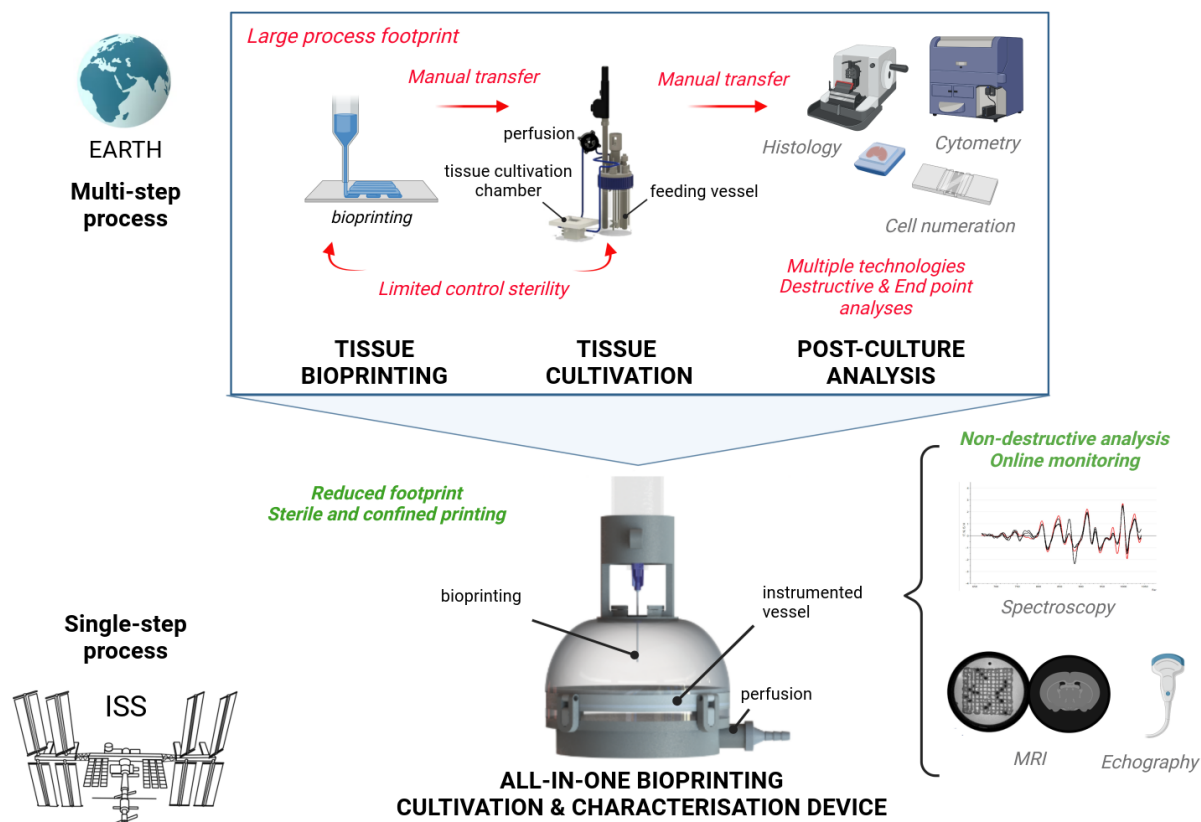 Large process footprint
Manual transfer
Manual transfer
EARTH
Multi-step
process
perfusion
tissue cultivation
chamber
feeding vessel
bioprinting
Histology
Cytometry
Cell numeration
Limited control sterility
Multiple technologies
Destructive & End point
analyses
TISSUE
BIOPRINTING
TISSUE
CULTIVATION
POST-CULTURE
ANALYSIS
Reduced footprint
Sterile and confined printing
Non-destructive analysis
Online monitoring
bioprinting
instrumented
vessel
perfusion
Spectroscopy
MRI
Echography
Single-step
process
ISS
ALL-IN-ONE BIOPRINTING
CULTIVATION & CHARACTERISATION DEVICE